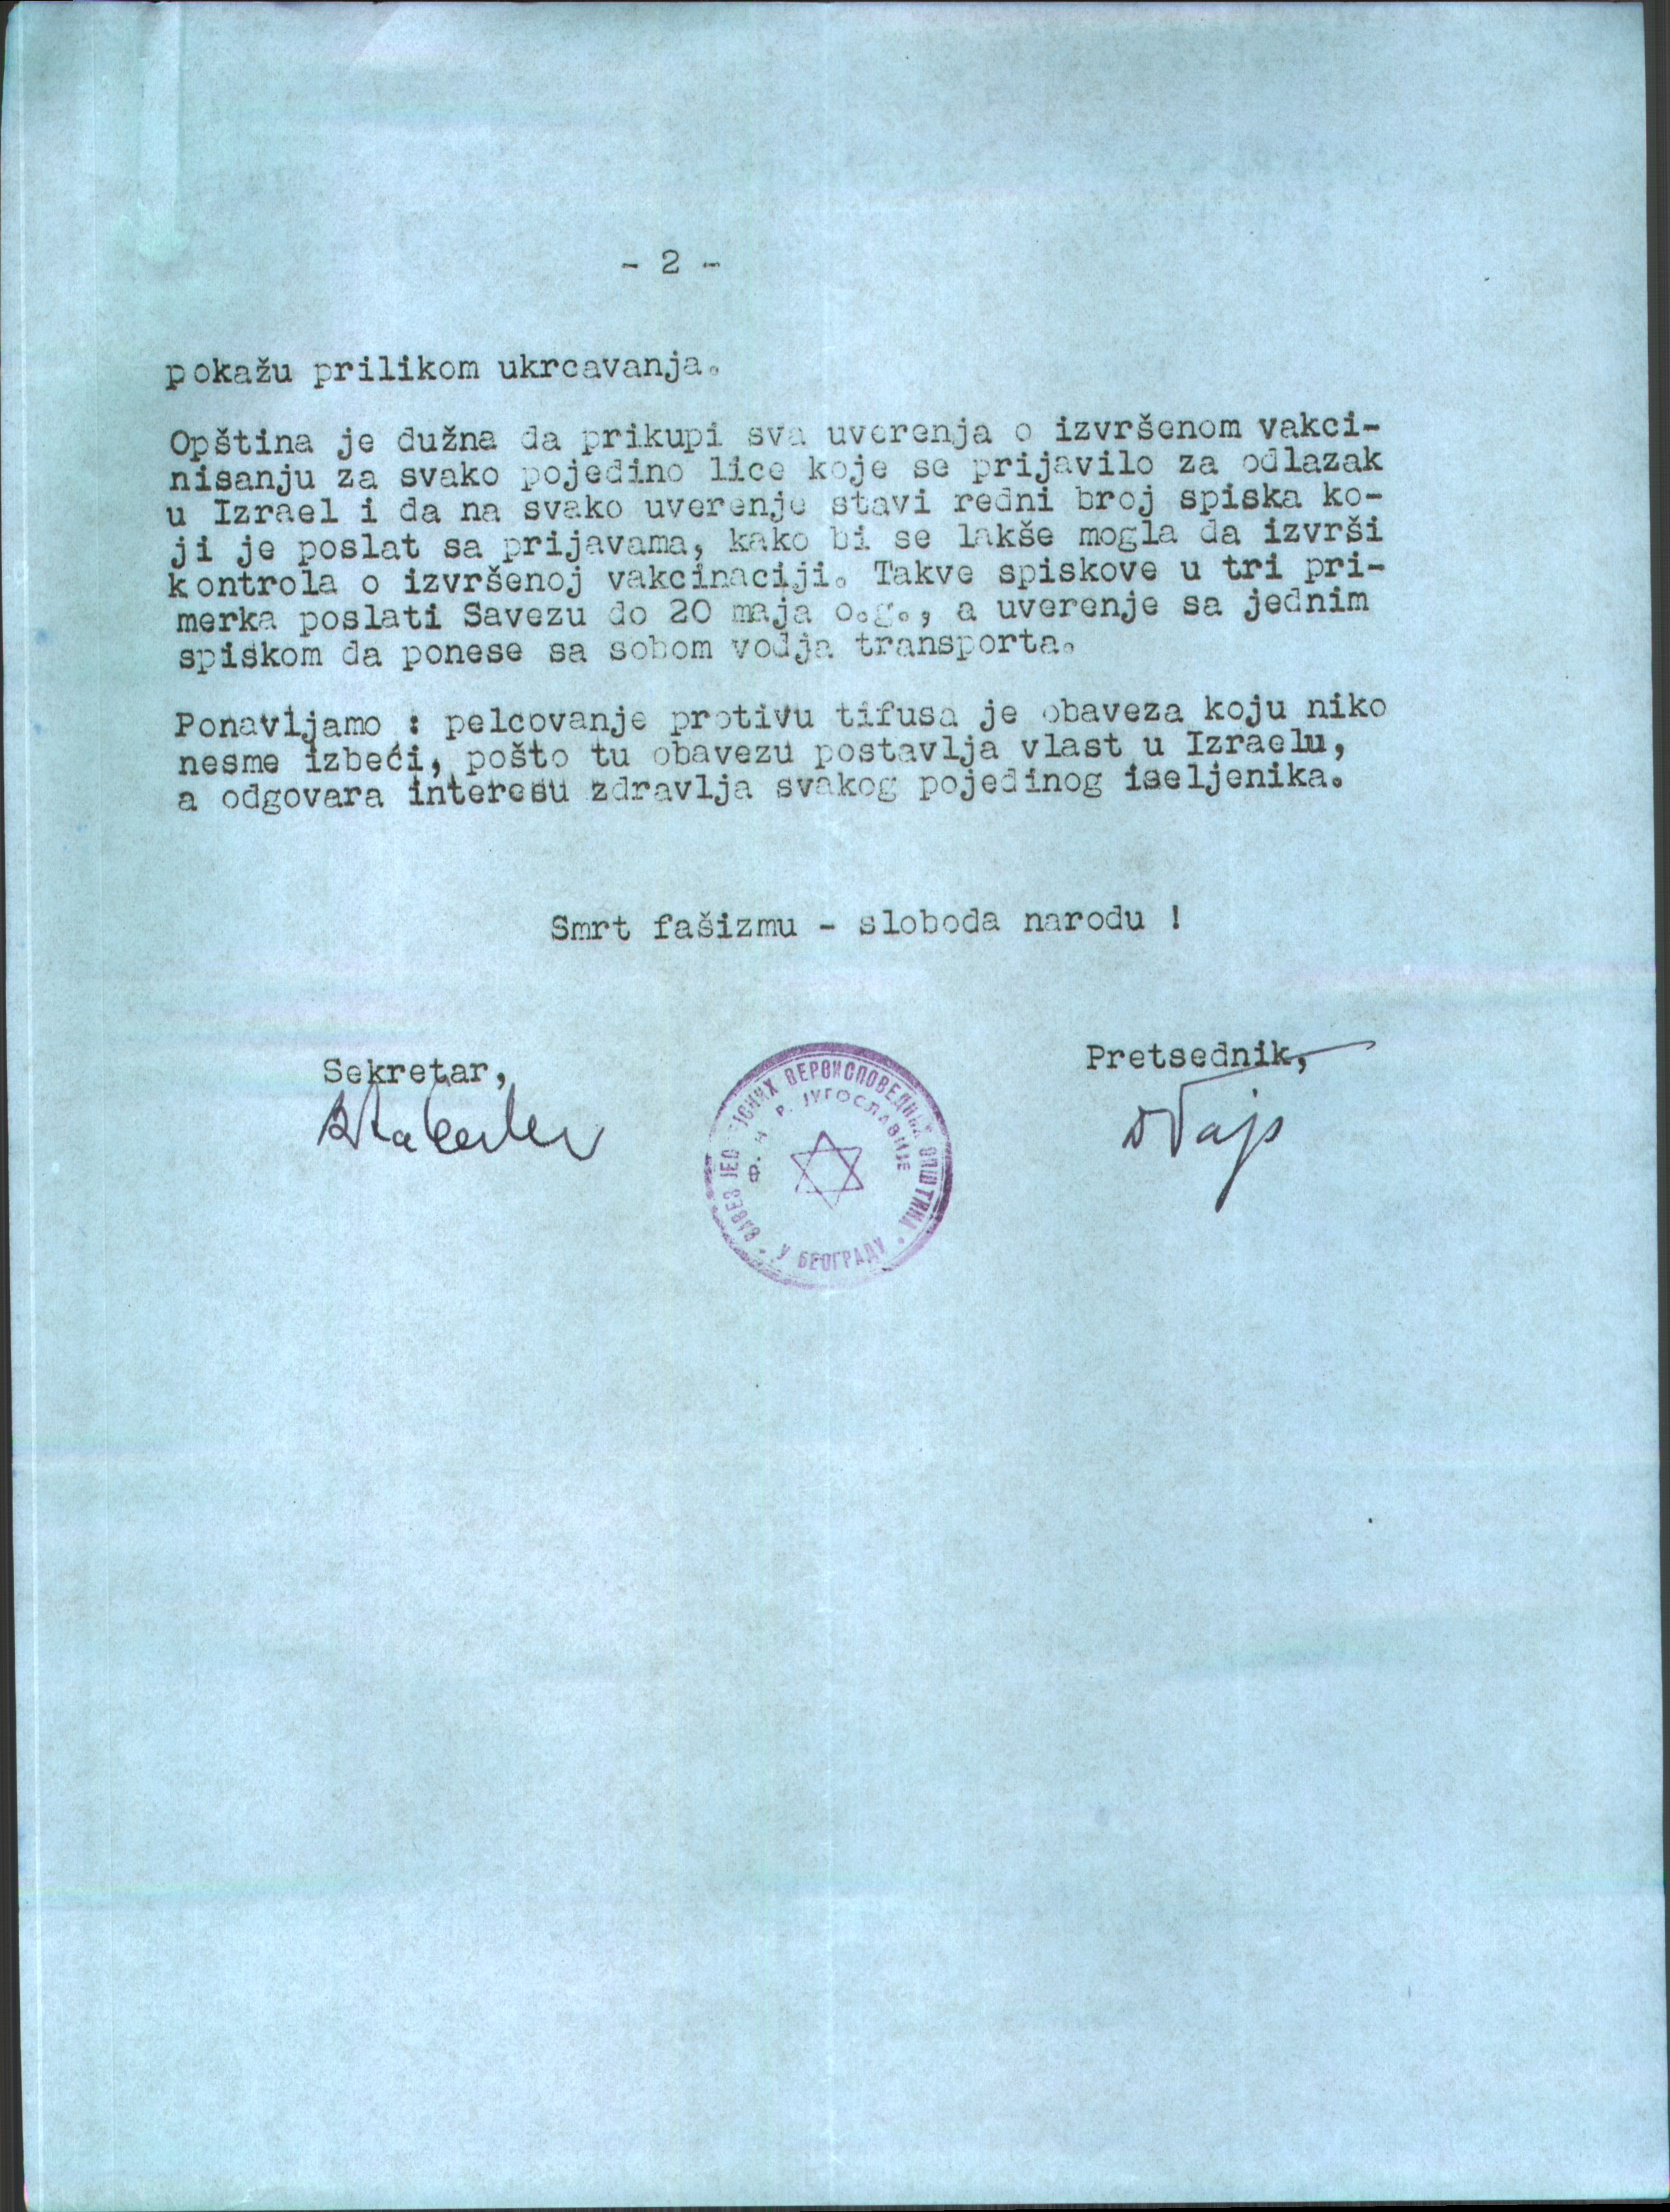 - 2 -
pokažu prilikom ukrcavanja.
Opština je dužna da prikupi sva uverenja o izvršenom vakci-
nisanju za svako pojedino lice koje se prijavilo za odlazak
u Izrael i da na svako uverenje stavi redni broj spiska ko-
ji je poslat sa prijavama, kako bi se lakše mogla da izvrši
kontrola o izvršenoj vakcinaciji. Takve spiskove u tri pri-
merka poslati Savezu do 20 maja o.g., a uverenje sa jednim
spiskom da ponese sa sobom vodja transporta.
Ponavljamo : pelcovanje protivu tifusa je obaveza koju niko
nesme izbeći, pošto tu obavezu postavlja vlast u Izraelu,
a odgovara interesu zdravlja svakog pojedinog iseljenika.
Smrt fašizmu - sloboda narodu !
Sekretar,
Pretsednik,
САВЕЗ ЈЕВРЕЈСКИХ ВЕРОИСПОВЕДНИХ ОПШТИНА
Ф. Н. Р. ЈУГОСЛАВИЈЕ
У БЕОГРАДУ